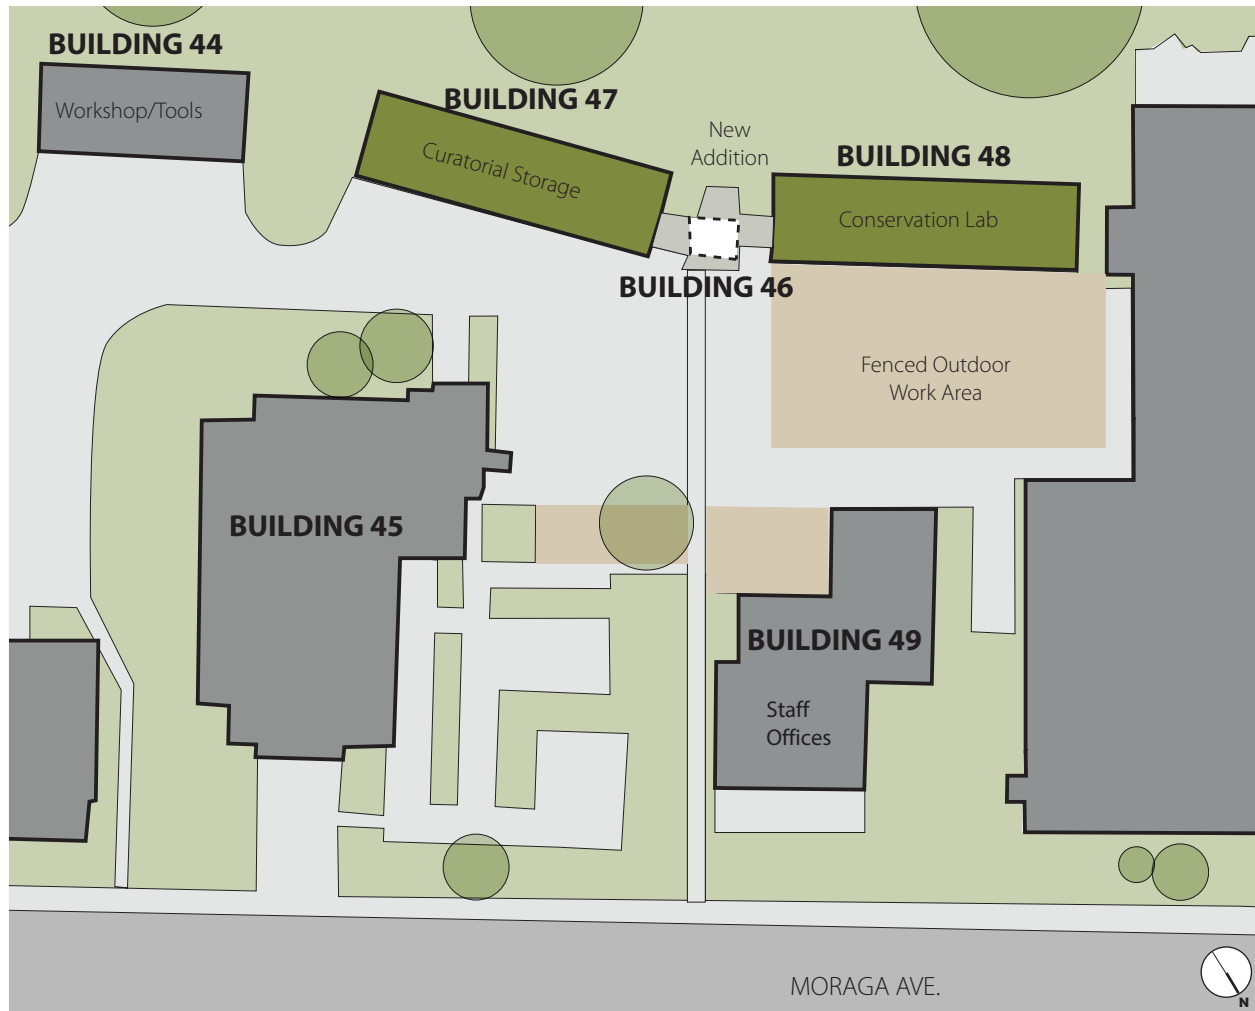 BUILDING 44
Workshop/Tools
BUILDING 47
Curatorial Storage
New
Addition
BUILDING 48
Conservation Lab
BUILDING 46
Fenced Outdoor
Work Area
BUILDING 45
BUILDING 49
Staff
Offices
MORAGA AVE.
N